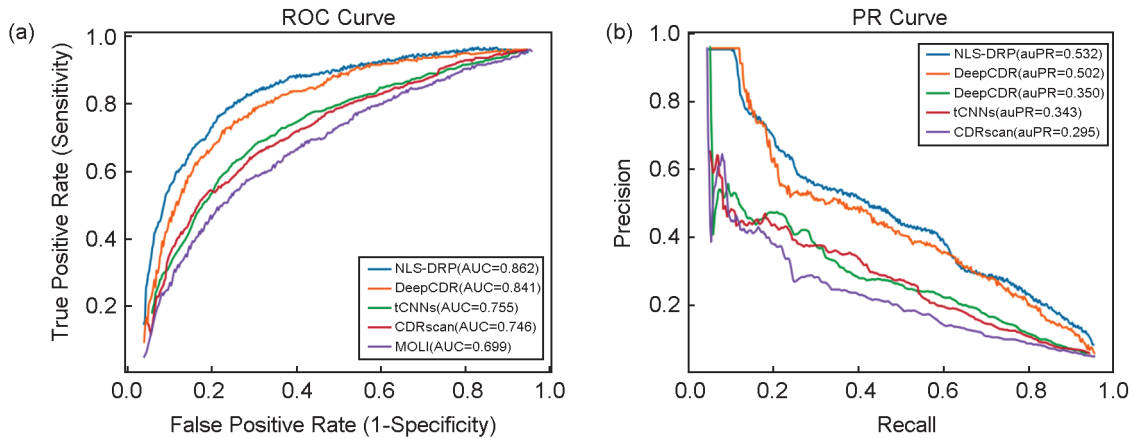 (a)
ROC Curve
True Positive Rate (Sensitivity)
1.0
0.8
0.6
0.4
0.2
NLS-DRP(AUC=0.862)
DeepCDR(AUC=0.841)
tCNNs(AUC=0.755)
CDRscan(AUC=0.746)
MOLI(AUC=0.699)
0.0 0.2 0.4 0.6 0.8 1.0
False Positive Rate (1-Specificity)
(b)
PR Curve
Precision
1.0
0.8
0.6
0.4
0.2
NLS-DRP(auPR=0.532)
DeepCDR(auPR=0.502)
DeepCDR(auPR=0.350)
tCNNs(auPR=0.343)
CDRscan(auPR=0.295)
0.0 0.2 0.4 0.6 0.8 1.0
Recall